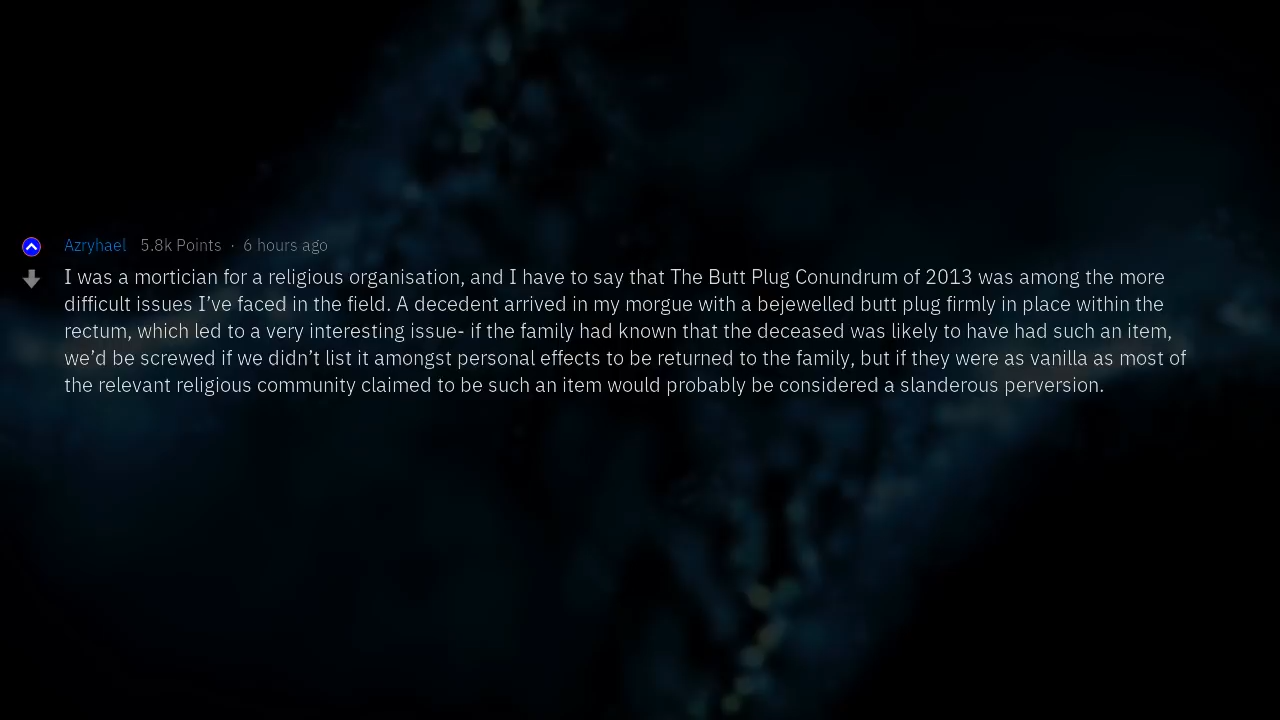 Azryhael 5.8k Points · 6 hours ago
I was a mortician for a religious organisation, and I have to say that The Butt Plug Conundrum of 2013 was among the more
difficult issues I’ve faced in the field. A decedent arrived in my morgue with a bejewelled butt plug firmly in place within the
rectum, which led to a very interesting issue- if the family had known that the deceased was likely to have had such an item,
we’d be screwed if we didn’t list it amongst personal effects to be returned to the family, but if they were as vanilla as most of
the relevant religious community claimed to be such an item would probably be considered a slanderous perversion.